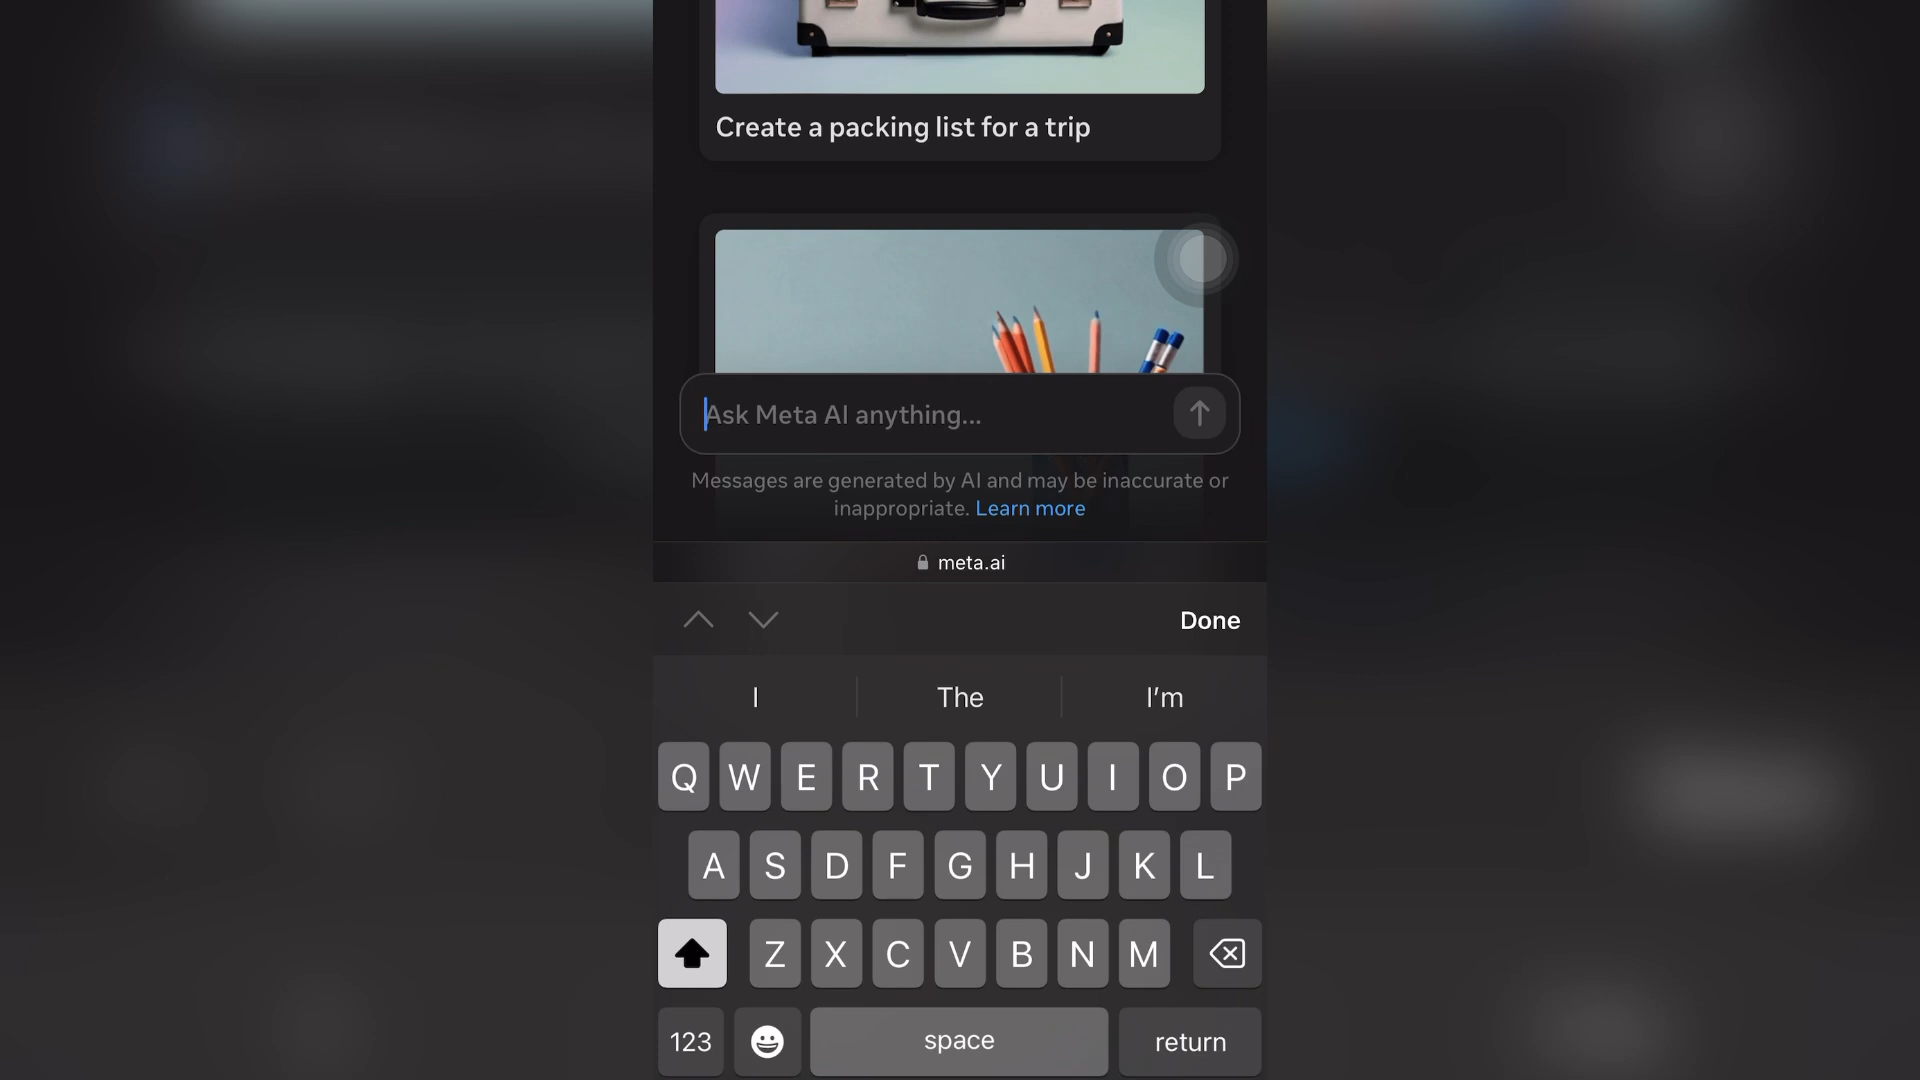 Create a packing list for a trip
Ask Meta AI anything...
Messages are generated by AI and may be inaccurate or
inappropriate. Learn more
meta.ai
Done
I The I'm
Q W E R T Y U I O P
A S D F G H J K L
Z X C V B N M
123 space return